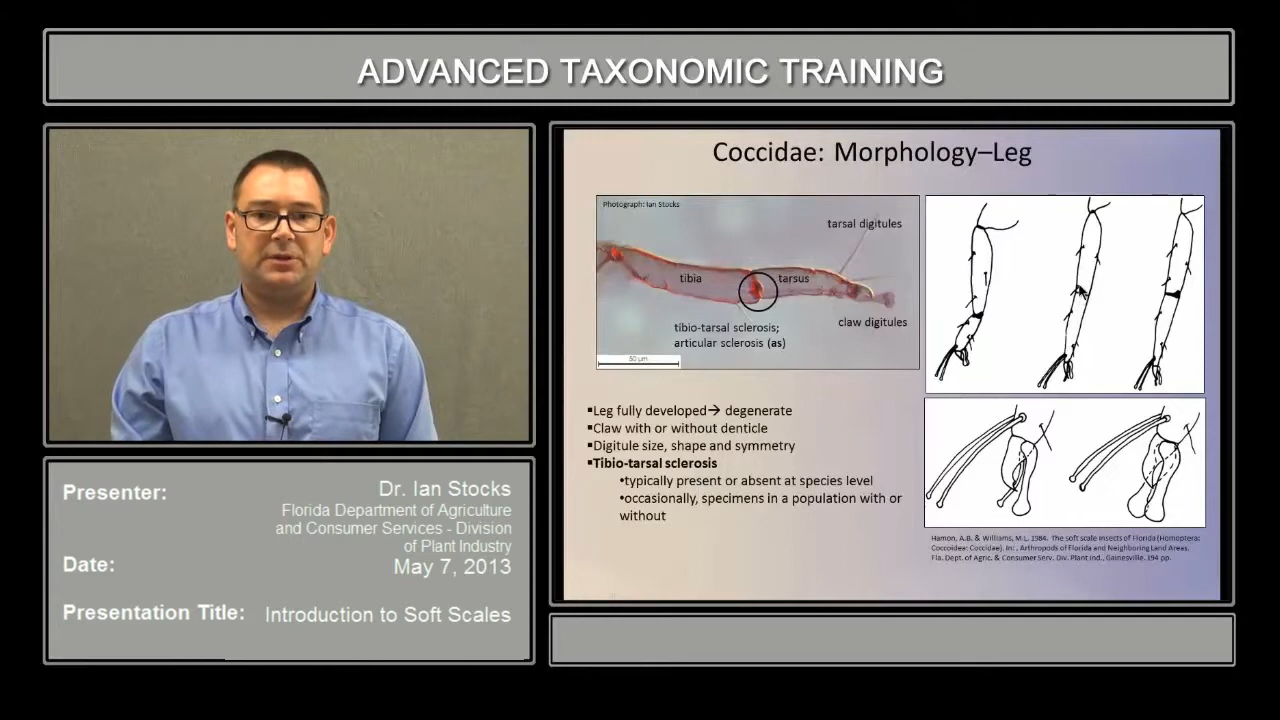 ADVANCED TAXONOMIC TRAINING
Presenter:
Dr. Ian Stocks
Florida Department of Agriculture
and Consumer Services - Division
of Plant Industry
Date:
May 7, 2013
Presentation Title:
Introduction to Soft Scales
Coccidae: Morphology–Leg
Photograph: Ian Stocks
tarsal digitules
tibia
tarsus
tibio-tarsal sclerosis;
articular sclerosis (as)
claw digitules
50 µm
▪Leg fully developed→ degenerate
▪Claw with or without denticle
▪Digitule size, shape and symmetry
▪Tibio-tarsal sclerosis
•typically present or absent at species level
•occasionally, specimens in a population with or
without
Hamon, A.B. & Williams, M.L. 1984. The soft scale insects of Florida (Homoptera:
Coccoidea: Coccidae). In: , Arthropods of Florida and Neighboring Land Areas.
Fla. Dept. of Agric. & Consumer Serv. Div. Plant Ind., Gainesville. 194 pp.